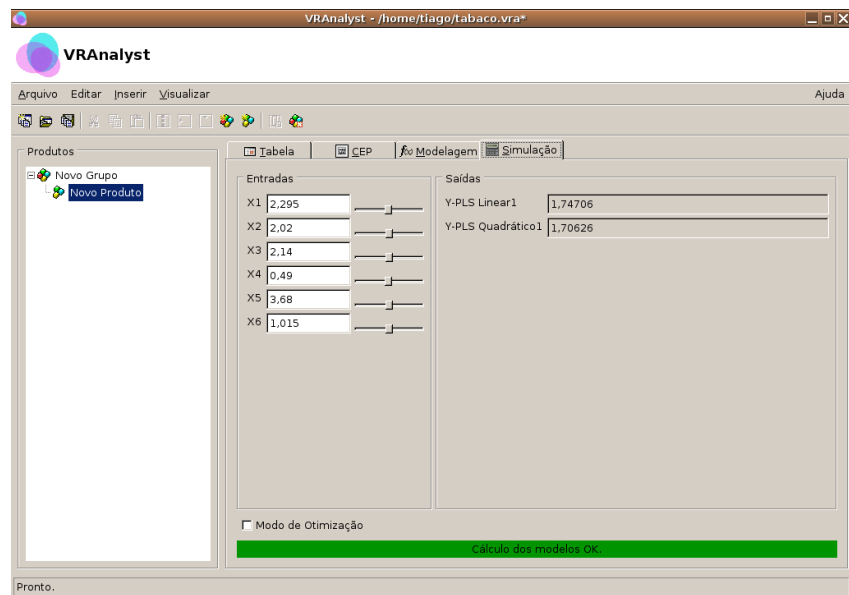 VRAnalyst - /home/tiago/tabaco.vra*
VRAnalyst
Arquivo Editar Inserir Visualizar Ajuda
Produtos
Novo Grupo
Novo Produto
Tabela CEP f(x) Modelagem Simulação
Entradas
X1 2,295
X2 2,02
X3 2,14
X4 0,49
X5 3,68
X6 1,015
Saídas
Y-PLS Linear1 1,74706
Y-PLS Quadrático1 1,70626
Modo de Otimização
Cálculo dos modelos OK.
Pronto.